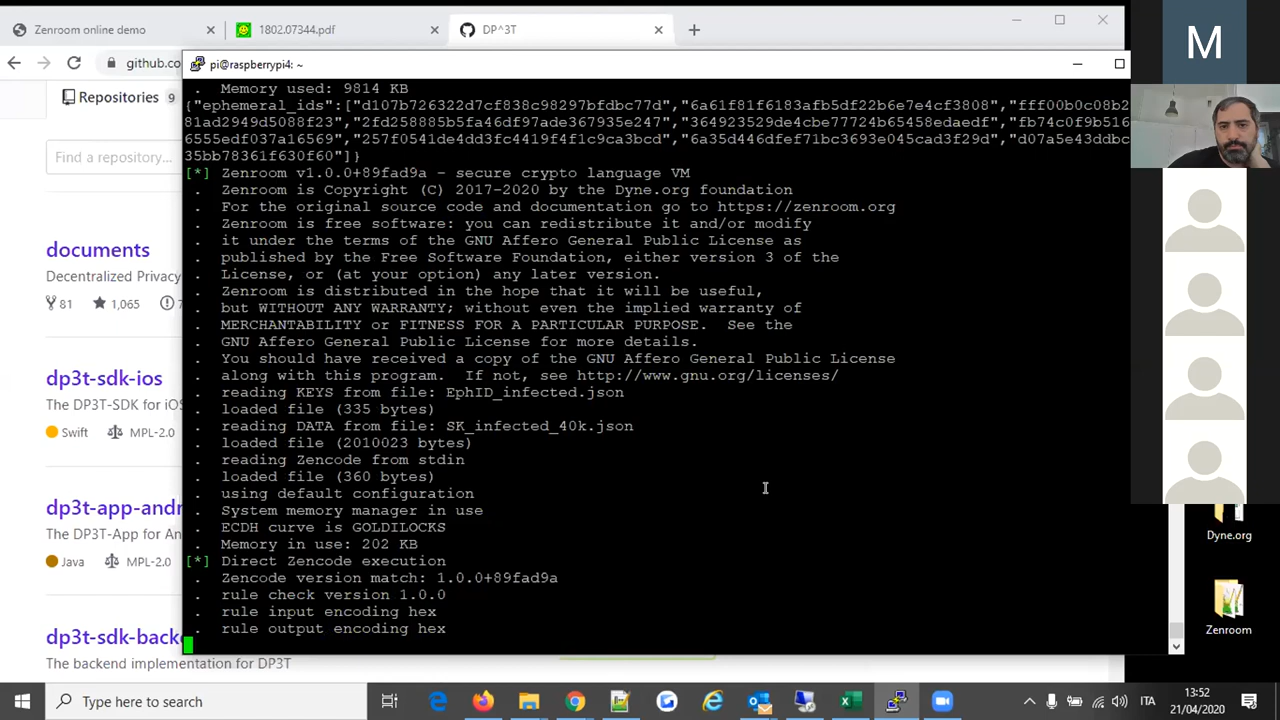 Zenroom online demo
1802.07344.pdf
DP^3T
github.co
pi@raspberrypi4: ~
M
Repositories 9
Find a repository...
documents
Decentralized Privacy
81 1,065 7
dp3t-sdk-ios
The DP3T-SDK for iOS
Swift MPL-2.0
dp3t-app-andr
The DP3T-App for An
Java MPL-2.0
dp3t-sdk-back
The backend implementation for DP3T
. Memory used: 9814 KB
{"ephemeral_ids":["d107b726322d7cf838c98297bfdbc77d","6a61f81f6183afb5df22b6e7e4cf3808","fff00b0c08b2
81ad2949d5088f23","2fd258885b5fa46df97ade367935e247","364923529de4cbe77724b65458edaedf","fb74c0f9b516
6555edf037a16569","257f0541de4dd3fc4419f4f1c9ca3bcd","6a35d446dfef71bc3693e045cad3f29d","d07a5e43ddbc
35bb78361f630f60"]}
[*] Zenroom v1.0.0+89fad9a - secure crypto language VM
. Zenroom is Copyright (C) 2017-2020 by the Dyne.org foundation
. For the original source code and documentation go to https://zenroom.org
. Zenroom is free software: you can redistribute it and/or modify
. it under the terms of the GNU Affero General Public License as
. published by the Free Software Foundation, either version 3 of the
. License, or (at your option) any later version.
. Zenroom is distributed in the hope that it will be useful,
. but WITHOUT ANY WARRANTY; without even the implied warranty of
. MERCHANTABILITY or FITNESS FOR A PARTICULAR PURPOSE. See the
. GNU Affero General Public License for more details.
. You should have received a copy of the GNU Affero General Public License
. along with this program. If not, see http://www.gnu.org/licenses/
. reading KEYS from file: EphID_infected.json
. loaded file (335 bytes)
. reading DATA from file: SK_infected_40k.json
. loaded file (2010023 bytes)
. reading Zencode from stdin
. loaded file (360 bytes)
. using default configuration
. System memory manager in use
. ECDH curve is GOLDILOCKS
. Memory in use: 202 KB
[*] Direct Zencode execution
. Zencode version match: 1.0.0+89fad9a
. rule check version 1.0.0
. rule input encoding hex
. rule output encoding hex
Dyne.org
Zenroom
Type here to search
ITA
13:52
21/04/2020